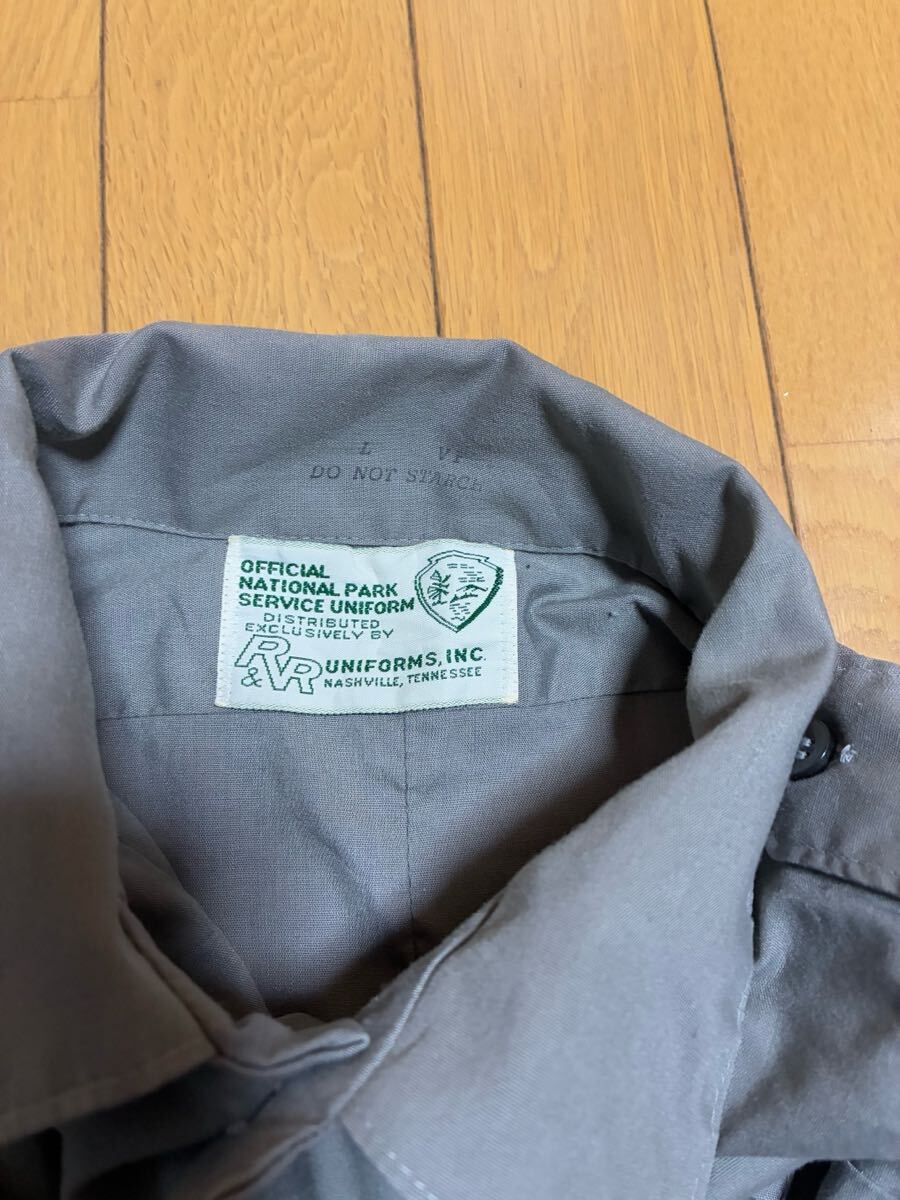 L
DO NOT STARCH
OFFICIAL
NATIONAL PARK
SERVICE UNIFORM
DISTRIBUTED
EXCLUSIVELY BY
R&R UNIFORMS, INC.
NASHVILLE, TENNESSEE